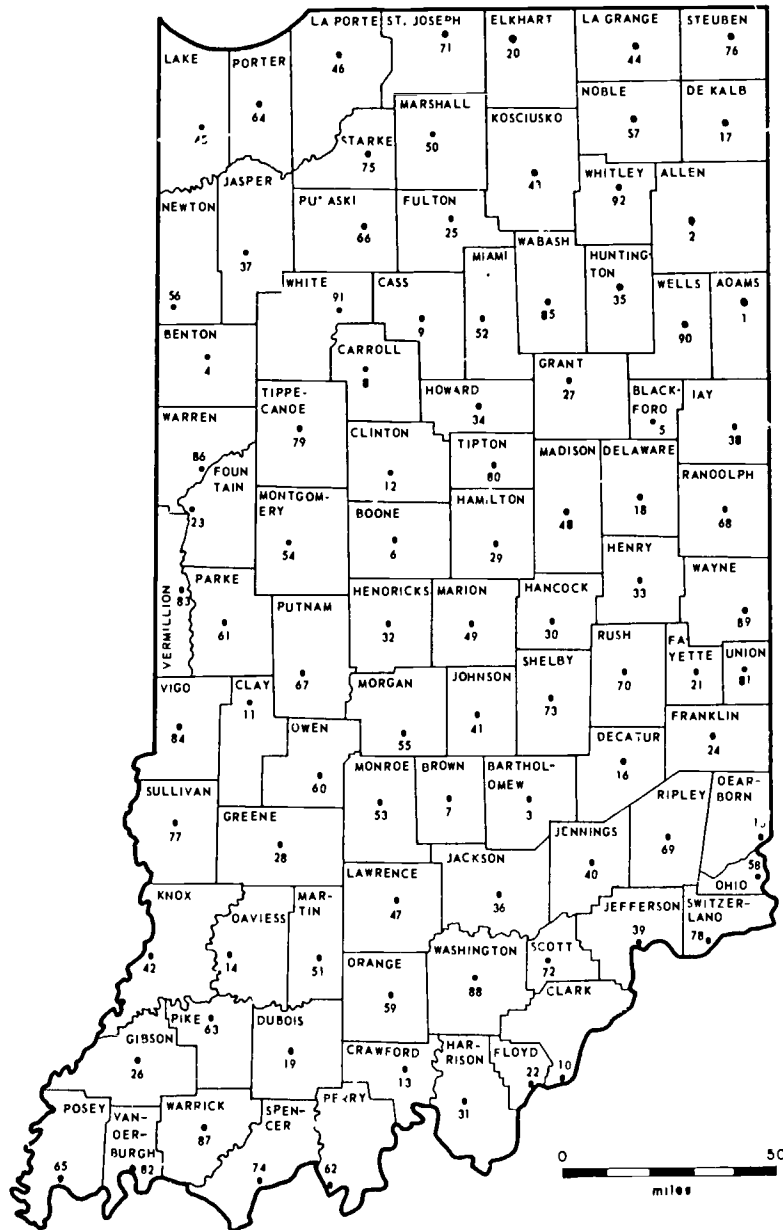 LA PORTE
46
ST. JOSEPH
71
ELKHART
20
LA GRANGE
44
STEUBEN
76
LAKE
45
PORTER
64
MARSHALL
50
KOSCIUSKO
43
NOBLE
57
DE KALB
17
STARKE
75
JASPER
37
NEWTON
56
PU ASKI
66
FULTON
25
WHITLEY
92
ALLEN
2
MIAMI
52
WABASH
85
HUNTING-
TON
35
WHITE
91
CASS
9
WELLS
90
ADAMS
1
BENTON
4
CARROLL
8
GRANT
27
HOWARD
34
BLACK-
FORD
5
JAY
38
TIPPE-
CANOE
79
WARREN
86
CLINTON
12
TIPTON
80
MADISON
48
DELAWARE
18
RANDOLPH
68
FOUN
TAIN
23
MONTGOM-
ERY
54
BOONE
6
HAMILTON
29
HENRY
33
WAYNE
89
VERMILLION
83
PARKE
61
PUTNAM
67
HENDRICKS
32
MARION
49
HANCOCK
30
RUSH
70
FA
YETTE
21
UNION
81
VIGO
84
CLAY
11
OWEN
60
MORGAN
55
JOHNSON
41
SHELBY
73
FRANKLIN
24
DECATUR
16
SULLIVAN
77
GREENE
28
MONROE
53
BROWN
7
BARTHOL-
OMEW
3
JENNINGS
40
RIPLEY
69
DEAR-
BORN
58
OHIO
JACKSON
36
LAWRENCE
47
KNOX
42
DAVIESS
14
MAR-
TIN
51
JEFFERSON
39
SWITZER-
LAND
78
ORANGE
59
WASHINGTON
88
SCOTT
72
CLARK
10
PIKE
63
GIBSON
26
DUBOIS
19
CRAWFORD
13
HAR-
RISON
31
FLOYD
22
POSEY
65
VAN-
DER-
BURGH
82
WARRICK
87
SPEN-
CER
74
PERRY
62
0 50
miles